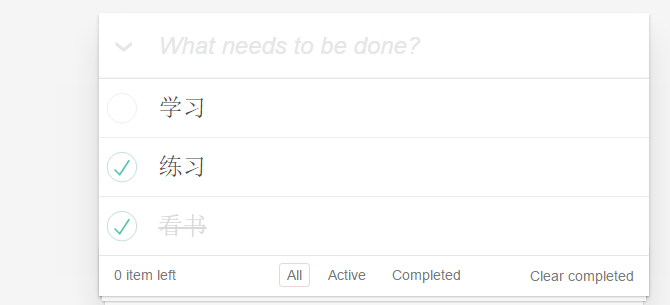 What needs to be done?
学习
练习
看书
0 item left All Active Completed Clear completed